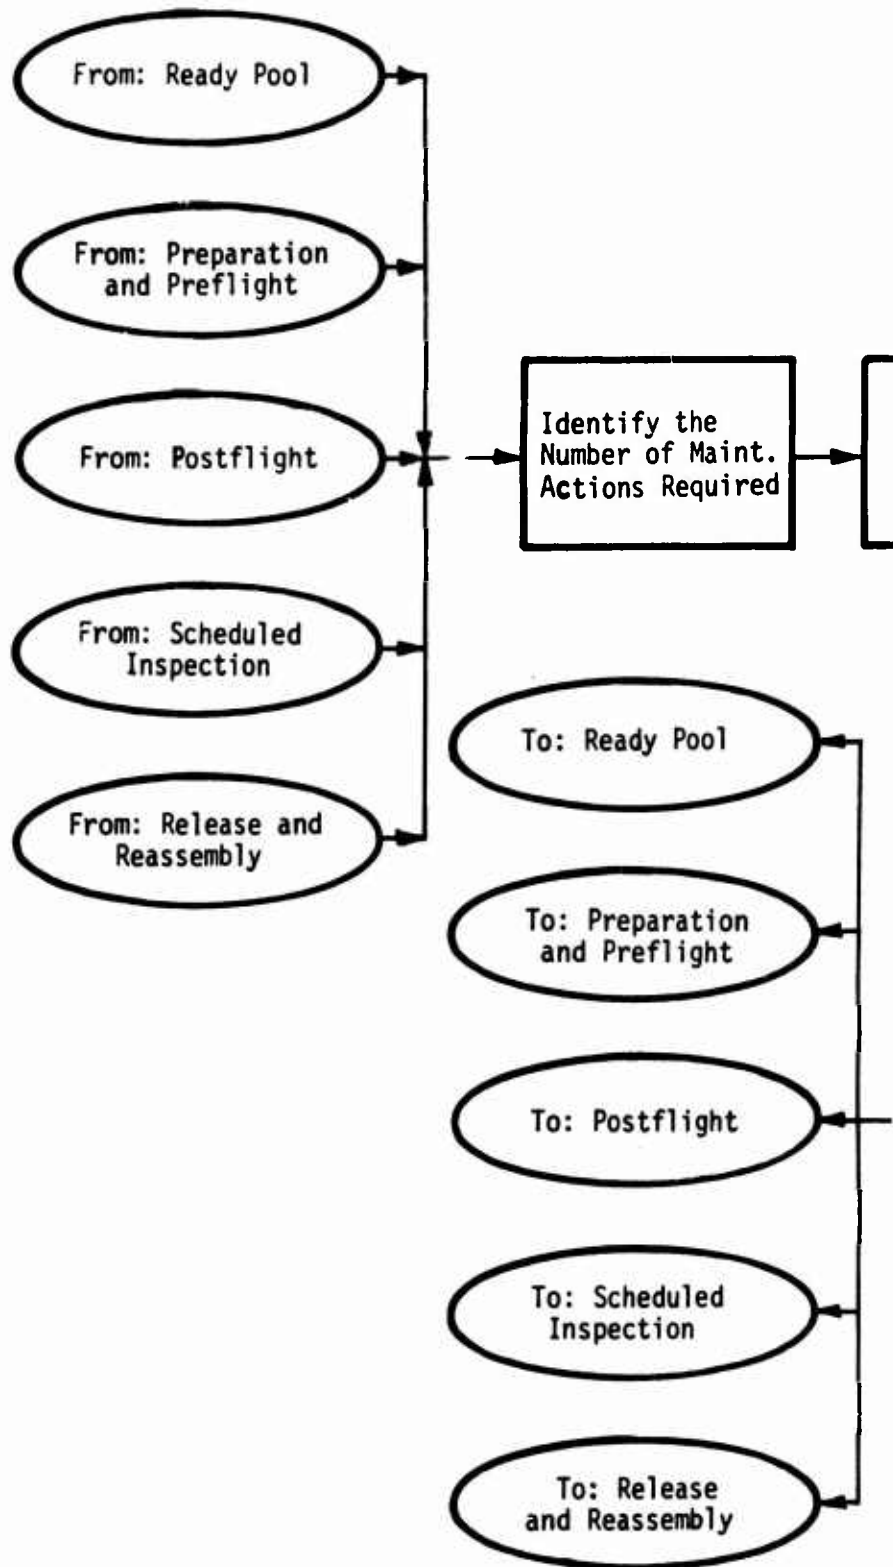 From: Ready Pool
From: Preparation
and Preflight
From: Postflight
Identify the
Number of Maint.
Actions Required
From: Scheduled
Inspection
From: Release and
Reassembly
To: Ready Pool
To: Preparation
and Preflight
To: Postflight
To: Scheduled
Inspection
To: Release
and Reassembly